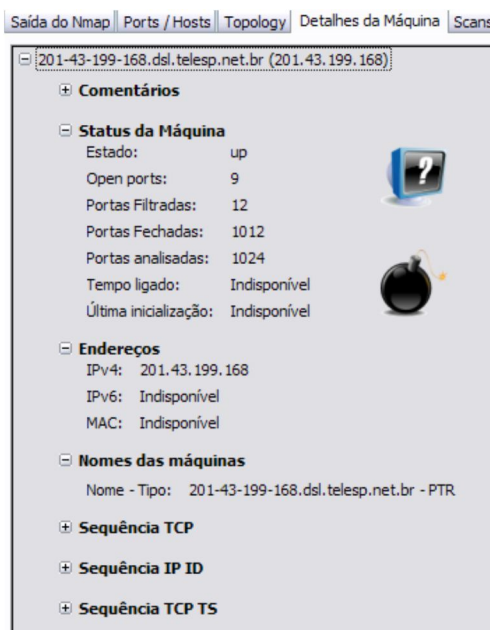 Saída do Nmap Ports / Hosts Topology Detalhes da Máquina Scans
201-43-199-168.dsl.telesp.net.br (201.43.199.168)
Comentários
Status da Máquina
Estado: up
Open ports: 9
Portas Filtradas: 12
Portas Fechadas: 1012
Portas analisadas: 1024
Tempo ligado: Indisponível
Última inicialização: Indisponível
Endereços
IPv4: 201.43.199.168
IPv6: Indisponível
MAC: Indisponível
Nomes das máquinas
Nome - Tipo: 201-43-199-168.dsl.telesp.net.br - PTR
Sequência TCP
Sequência IP ID
Sequência TCP TS